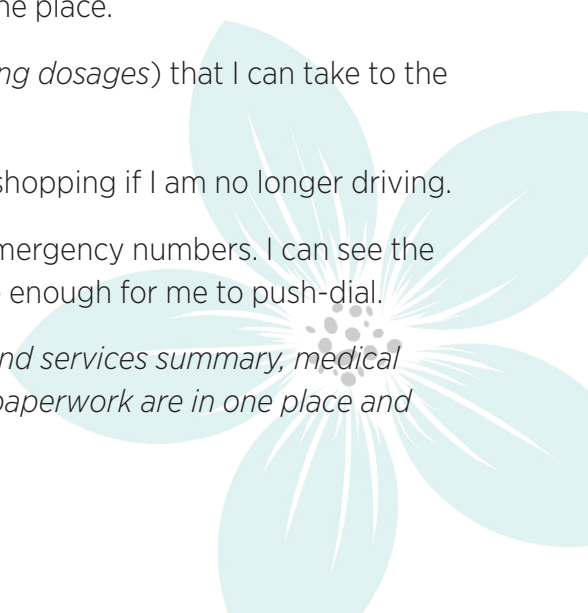 ne place.
ng dosages) that I can take to the
shopping if I am no longer driving.
mergency numbers. I can see the
enough for me to push-dial.
nd services summary, medical
paperwork are in one place and